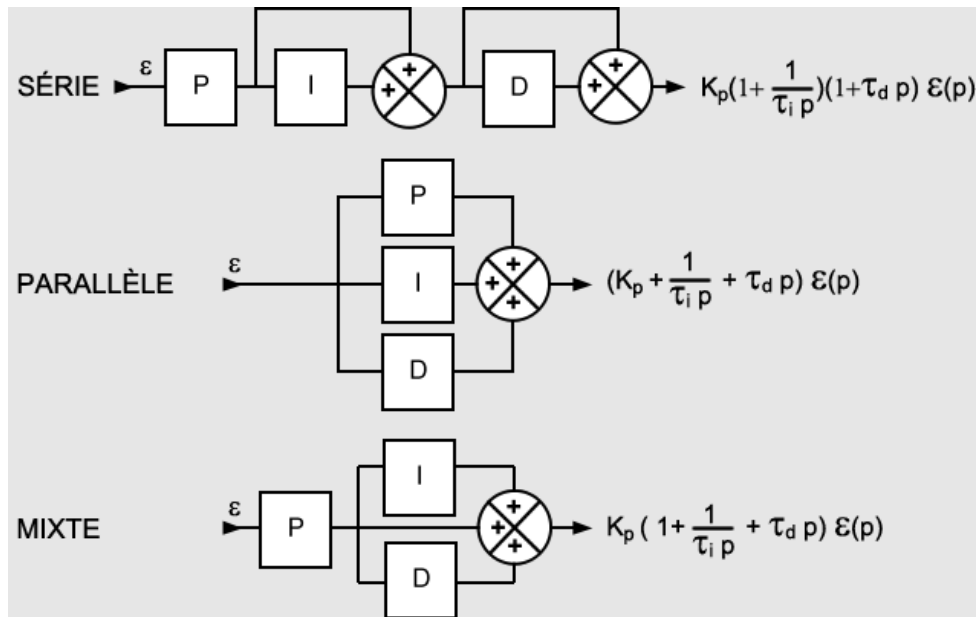 SÉRIE ε P I + + D + + Kp(1+ 1/τi p)(1+τd p) ε(p)
P
PARALLÈLE ε I + + + (Kp + 1/τi p + τd p) ε(p)
D
I
MIXTE ε P + + + Kp ( 1+ 1/τi p + τd p) ε(p)
D